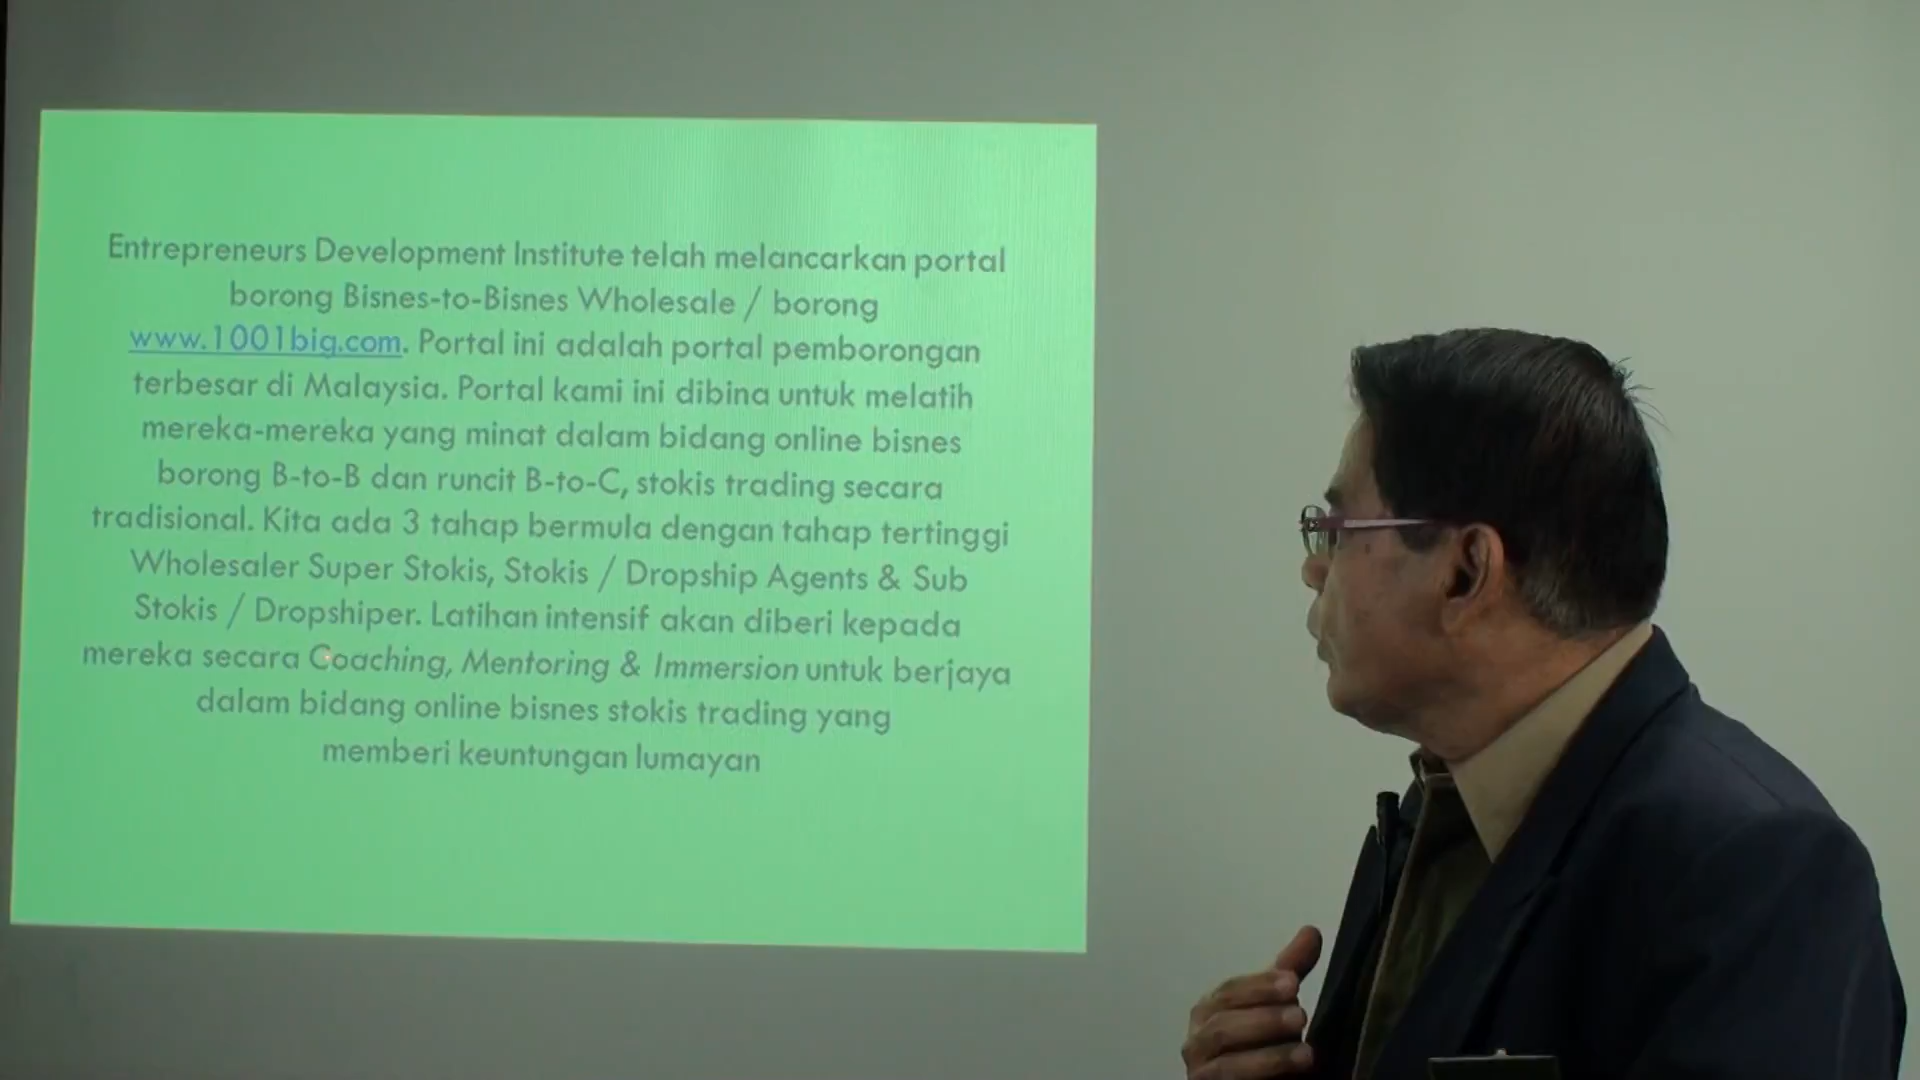 Entrepreneurs Development Institute telah melancarkan portal
borong Bisnes-to-Bisnes Wholesale / borong
www.1001big.com. Portal ini adalah portal pemborongan
terbesar di Malaysia. Portal kami ini dibina untuk melatih
mereka-mereka yang minat dalam bidang online bisnes
borong B-to-B dan runcit B-to-C, stokis trading secara
tradisional. Kita ada 3 tahap bermula dengan tahap tertinggi
Wholesaler Super Stokis, Stokis / Dropship Agents & Sub
Stokis / Dropshiper. Latihan intensif akan diberi kepada
mereka secara Coaching, Mentoring & Immersion untuk berjaya
dalam bidang online bisnes stokis trading yang
memberi keuntungan lumayan